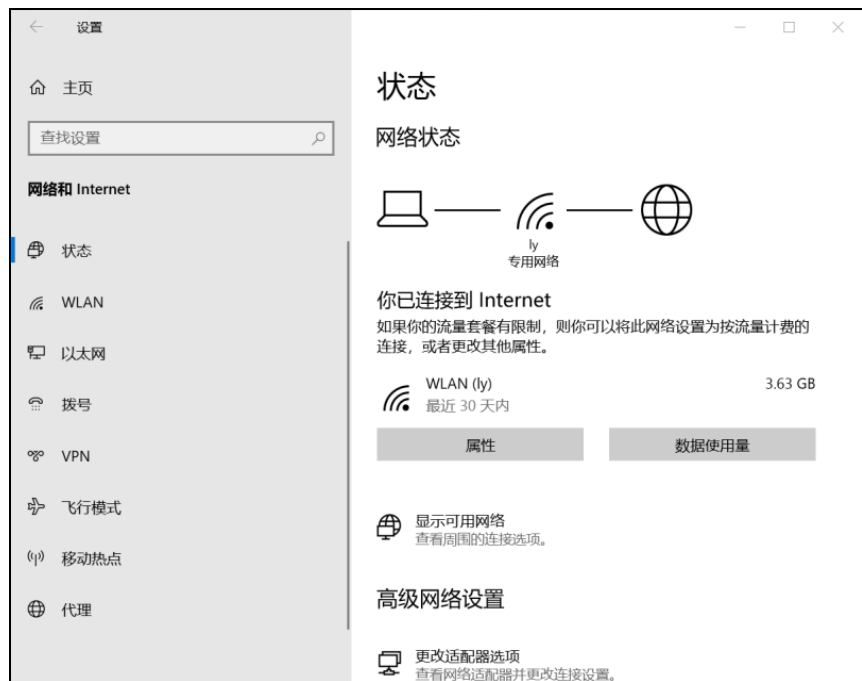 设置
主页
查找设置
网络和 Internet
状态
WLAN
以太网
拨号
VPN
飞行模式
移动热点
代理
状态
网络状态
ly
专用网络
你已连接到 Internet
如果你的流量套餐有限制，则你可以将此网络设置为按流量计费的
连接，或者更改其他属性。
WLAN (ly) 3.63 GB
最近 30 天内
属性 数据使用量
显示可用网络
查看周围的连接选项。
高级网络设置
更改适配器选项
查看网络适配器并更改连接设置。